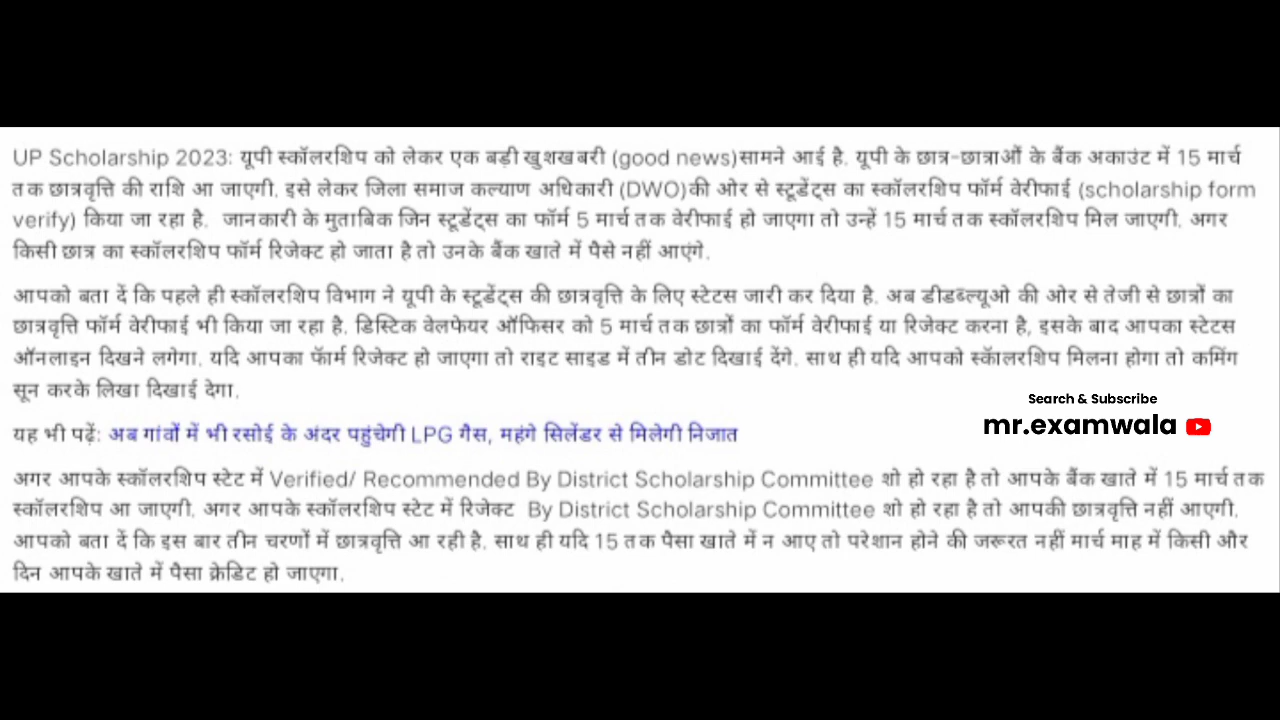 UP Scholarship 2023: यूपी स्कॉलरशिप को लेकर एक बड़ी खुशखबरी (good news)सामने आई है. यूपी के छात्र-छात्राओं के बैंक अकाउंट में 15 मार्च
तक छात्रवृत्ति की राशि आ जाएगी. इसे लेकर जिला समाज कल्याण अधिकारी (DWO)की ओर से स्टूडेंट्स का स्कॉलरशिप फॉर्म वेरीफाई (scholarship form
verify) किया जा रहा है. जानकारी के मुताबिक जिन स्टूडेंट्स का फॉर्म 5 मार्च तक वेरीफाई हो जाएगा तो उन्हें 15 मार्च तक स्कॉलरशिप मिल जाएगी. अगर
किसी छात्र का स्कॉलरशिप फॉर्म रिजेक्ट हो जाता है तो उनके बैंक खाते में पैसे नहीं आएंगे.
आपको बता दें कि पहले ही स्कॉलरशिप विभाग ने यूपी के स्टूडेंट्स की छात्रवृत्ति के लिए स्टेटस जारी कर दिया है. अब डीडब्ल्यूओ की ओर से तेजी से छात्रों का
छात्रवृत्ति फॉर्म वेरीफाई भी किया जा रहा है. डिस्टिक वेलफेयर ऑफिसर को 5 मार्च तक छात्रों का फॉर्म वेरीफाई या रिजेक्ट करना है, इसके बाद आपका स्टेटस
ऑनलाइन दिखने लगेगा. यदि आपका फॅार्म रिजेक्ट हो जाएगा तो राइट साइड में तीन डोट दिखाई देंगे. साथ ही यदि आपको स्कॅालरशिप मिलना होगा तो कमिंग
सून करके लिखा दिखाई देगा.
Search & Subscribe
mr.examwala
यह भी पढ़ें: अब गांवों में भी रसोई के अंदर पहुंचेगी LPG गैस, महंगे सिलेंडर से मिलेगी निजात
अगर आपके स्कॉलरशिप स्टेट में Verified/ Recommended By District Scholarship Committee शो हो रहा है तो आपके बैंक खाते में 15 मार्च तक
स्कॉलरशिप आ जाएगी. अगर आपके स्कॉलरशिप स्टेट में रिजेक्ट By District Scholarship Committee शो हो रहा है तो आपकी छात्रवृत्ति नहीं आएगी.
आपको बता दें कि इस बार तीन चरणों में छात्रवृत्ति आ रही है. साथ ही यदि 15 तक पैसा खाते में न आए तो परेशान होने की जरूरत नहीं मार्च माह में किसी और
दिन आपके खाते में पैसा क्रेडिट हो जाएगा.